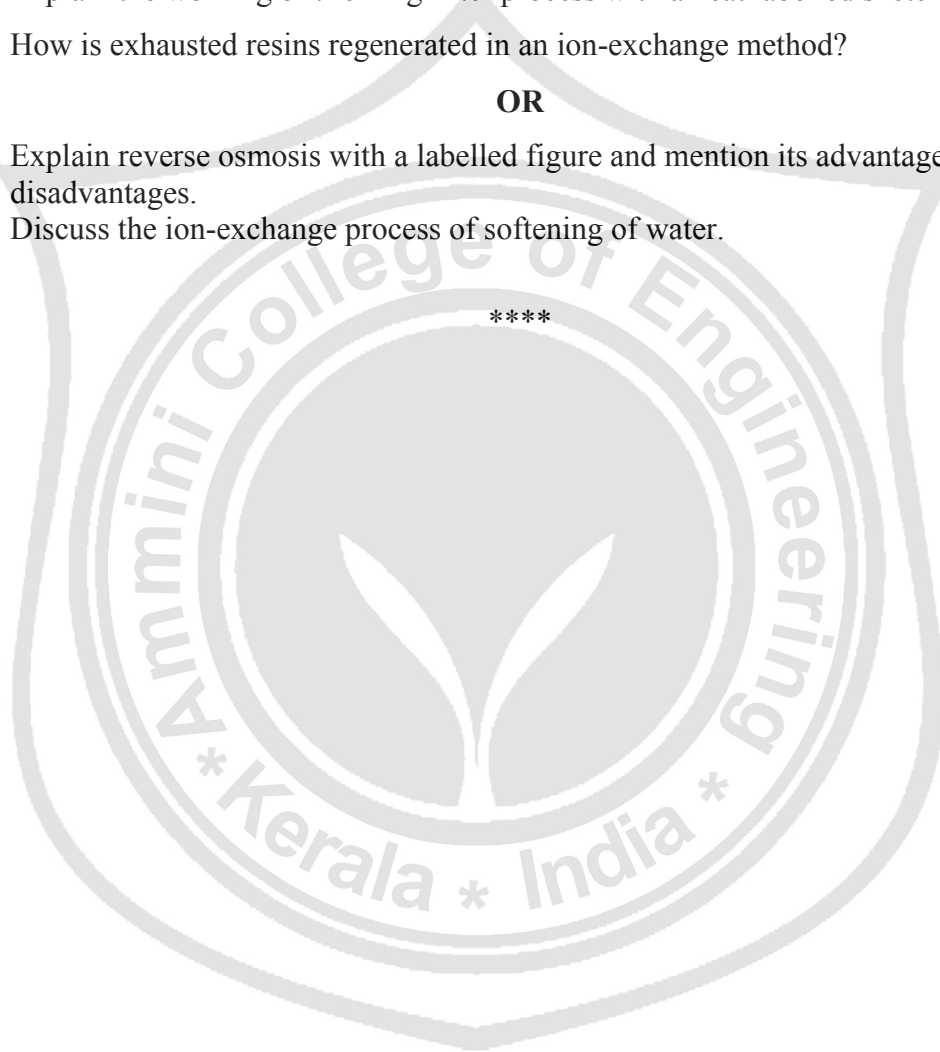 How is exhausted resins regenerated in an ion-exchange method?
OR
Explain reverse osmosis with a labelled figure and mention its advantage
disadvantages.
Discuss the ion-exchange process of softening of water.
****
Ammini College of Engineering
* Kerala * India *